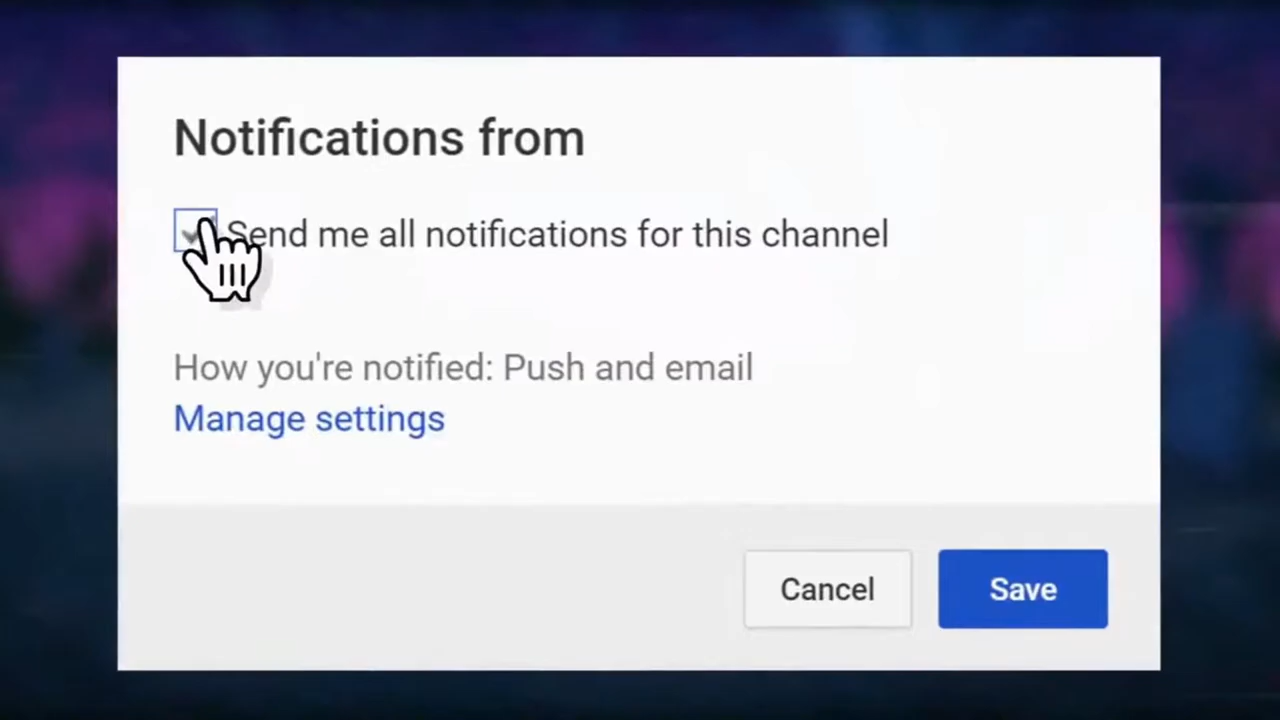 Notifications from
Send me all notifications for this channel
How you're notified: Push and email
Manage settings
Cancel
Save